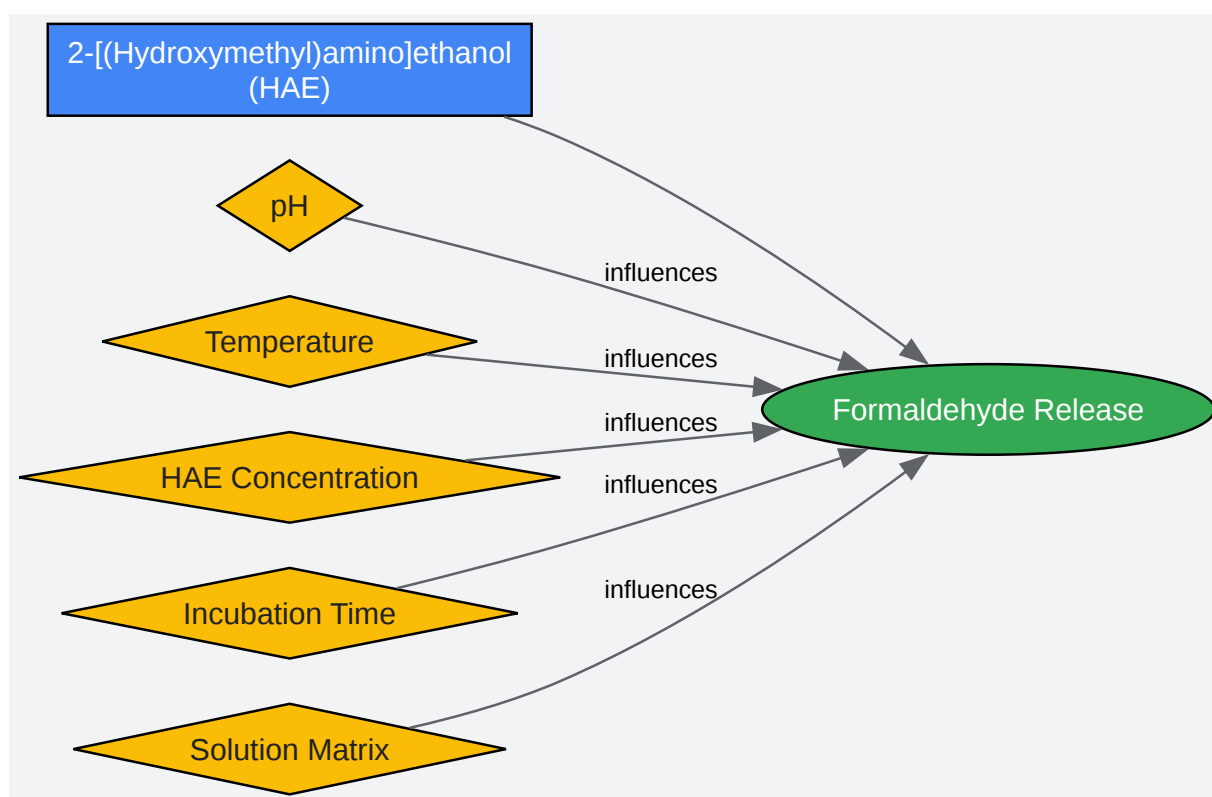 2-[(Hydroxymethyl)amino]ethanol
(HAE)
pH
influences
Temperature
influences
Formaldehyde Release
influences
HAE Concentration
influences
Incubation Time
influences
Solution Matrix